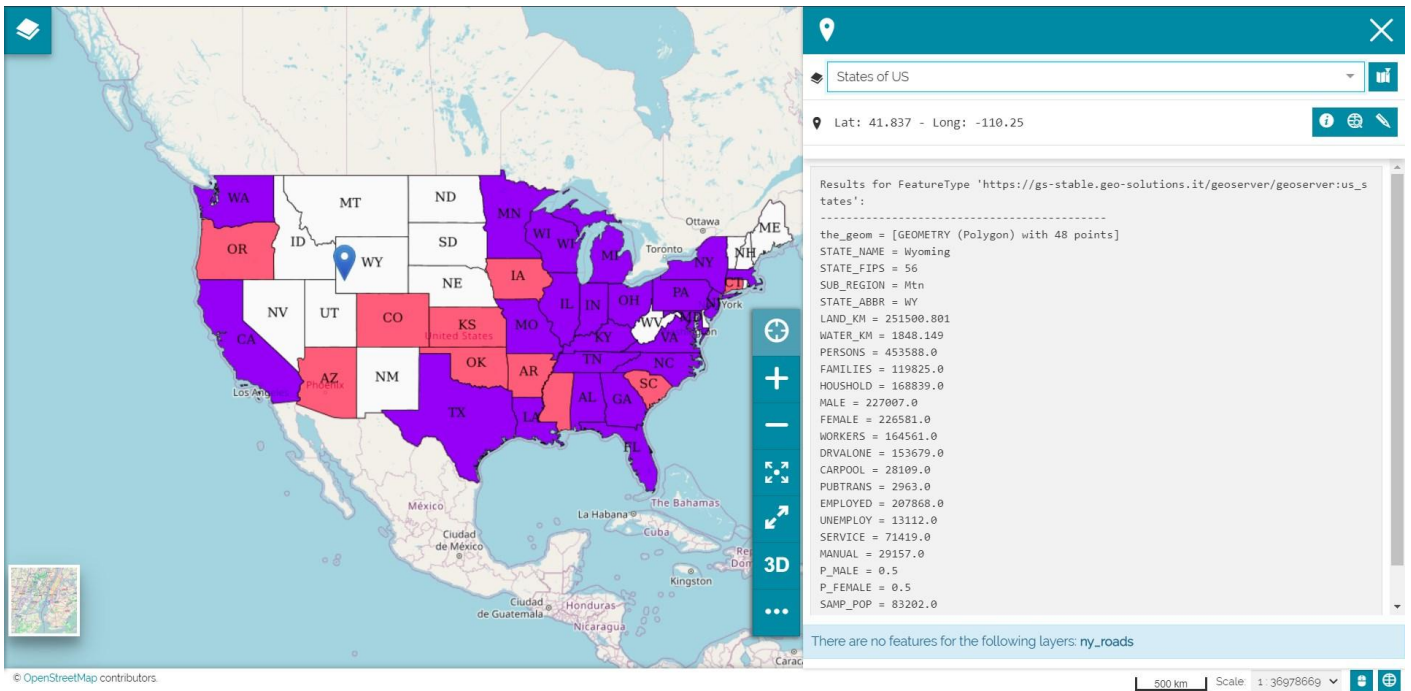 WA
MT
ND
MN
OR
ID
WY
SD
WI
MI
NY
ME
NH
Ottawa
Toronto
NE
IA
IL
IN
OH
PA
CT
NJ
York
NV
UT
CO
KS
United States
MO
KY
WV
VA
MD
CA
AZ
Phoenix
NM
OK
AR
TN
NC
SC
Los Angeles
TX
LA
AL
GA
FL
México
Ciudad
de México
La Habana
The Bahamas
Cuba
Kingston
Ciudad
de Guatemala
Honduras
Nicaragua
3D
© OpenStreetMap contributors.
States of US
Lat: 41.837 - Long: -110.25
Results for FeatureType 'https://gs-stable.geo-solutions.it/geoserver/geoserver:us_s
tates':
--------------------------------------------
the_geom = [GEOMETRY (Polygon) with 48 points]
STATE_NAME = Wyoming
STATE_FIPS = 56
SUB_REGION = Mtn
STATE_ABBR = WY
LAND_KM = 251500.801
WATER_KM = 1848.149
PERSONS = 453588.0
FAMILIES = 119825.0
HOUSHOLD = 168839.0
MALE = 227007.0
FEMALE = 226581.0
WORKERS = 164561.0
DRVALONE = 153679.0
CARPOOL = 28109.0
PUBTRANS = 2963.0
EMPLOYED = 207868.0
UNEMPLOY = 13112.0
SERVICE = 71419.0
MANUAL = 29157.0
P_MALE = 0.5
P_FEMALE = 0.5
SAMP_POP = 83202.0
There are no features for the following layers: ny_roads
500 km
Scale: 1 : 36978669